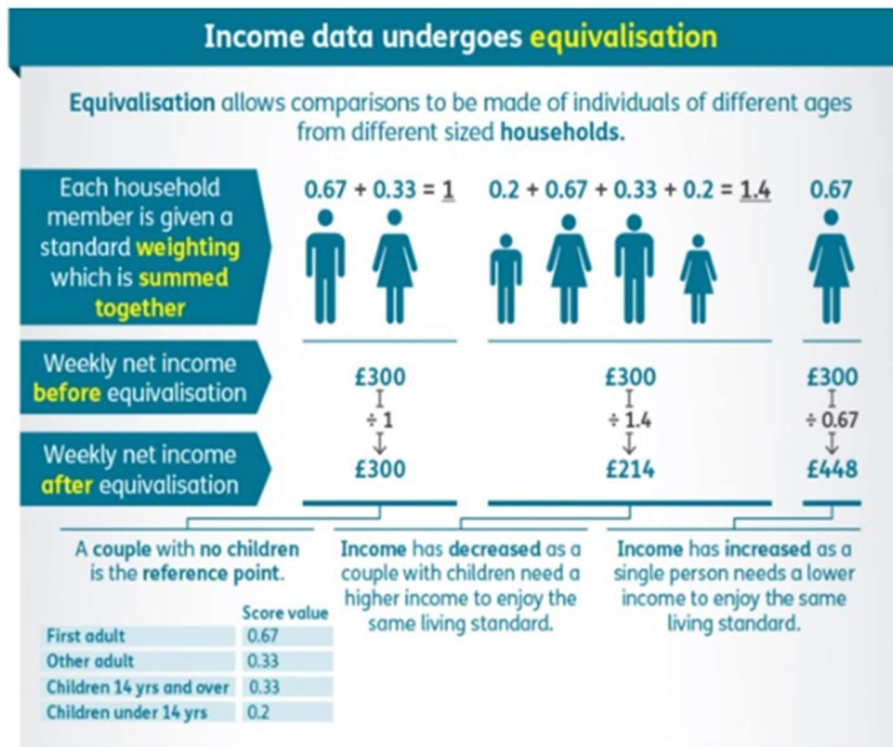 Income data undergoes equivalisation
Equivalisation allows comparisons to be made of individuals of different ages
from different sized households.
Each household
member is given a
standard weighting
which is summed
together
0.67 + 0.33 = 1
0.2 + 0.67 + 0.33 + 0.2 = 1.4
0.67
Weekly net income
before equivalisation
£300
£300
£300
÷ 1
÷ 1.4
÷ 0.67
Weekly net income
after equivalisation
£300
£214
£448
A couple with no children
is the reference point.
Income has decreased as a
couple with children need a
higher income to enjoy the
same living standard.
Income has increased as a
single person needs a lower
income to enjoy the same
living standard.
Score value
First adult 0.67
Other adult 0.33
Children 14 yrs and over 0.33
Children under 14 yrs 0.2